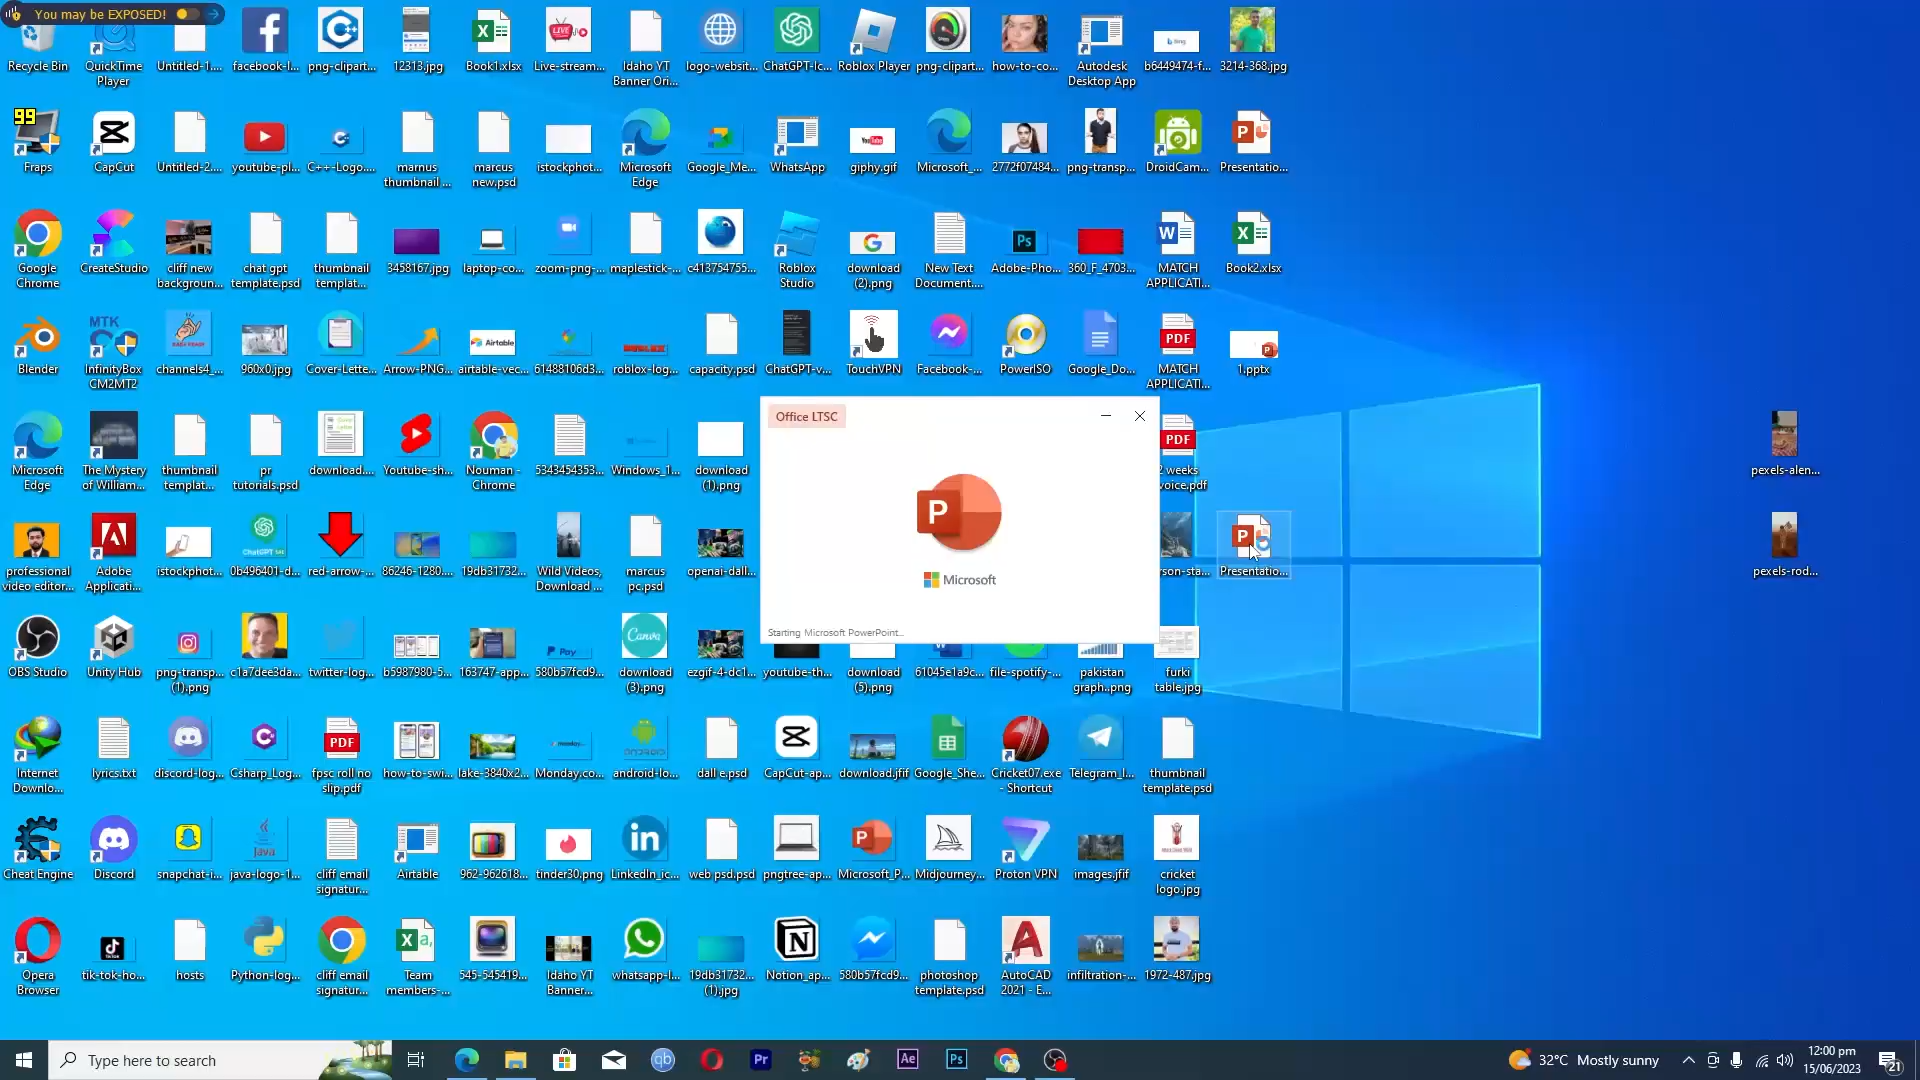 You may be EXPOSED!
Recycle Bin
QuickTime Player
Untitled-1....
facebook-l...
png-clipart...
12313.jpg
Book1.xlsx
Live-stream...
Idaho YT Banner Ori...
logo-websit...
ChatGPT-Ic...
Roblox Player
png-clipart...
how-to-co...
Autodesk Desktop App
b6449474-f...
3214-368.jpg
99
Fraps
CapCut
Untitled-2....
youtube-pl...
C++-Logo....
marnus thumbnail ...
marcus new.psd
istockphot...
Microsoft Edge
Google_Me...
WhatsApp
giphy.gif
Microsoft_...
2772f07484...
png-transp...
DroidCam...
Presentatio...
Google Chrome
CreateStudio
cliff new backgroun...
chat gpt template.psd
thumbnail templat...
3458167.jpg
laptop-co...
zoom-png-...
maplestick-...
c413754755...
Roblox Studio
download (2).png
New Text Document....
Adobe-Pho...
360_F_4703...
MATCH APPLICATI...
Book2.xlsx
Blender
InfinityBox CM2MT2
channels4_...
960x0.jpg
Cover-Lette...
Arrow-PNG...
airtable-vec...
61488106d3...
roblox-log...
capacity.psd
ChatGPT-v...
TouchVPN
Facebook-...
PowerISO
Google_Do...
MATCH APPLICATI...
1.pptx
Microsoft Edge
The Mystery of William...
thumbnail templat...
pr tutorials.psd
download....
Youtube-sh...
Nouman - Chrome
5343454353...
Windows_1...
download (1).png
Office LTSC
Microsoft
Starting Microsoft PowerPoint...
2 weeks
voice.pdf
pexels-alen...
professional video editor...
Adobe Applicati...
istockphot...
0b496401-d...
red-arrow-...
86246-1280....
19db31732...
Wild Videos, Download ...
marcus pc.psd
openai-dall...
rson-sta...
Presentatio...
pexels-rod...
OBS Studio
Unity Hub
png-transp... (1).png
c1a7dee3da...
twitter-log...
b5987980-5...
163747-app...
580b57fcd9...
download (3).png
ezgif-4-dc1...
youtube-th...
download (5).png
61045e1a9c...
file-spotify-...
pakistan graph..png
furki table.jpg
Internet Downlo...
lyrics.txt
discord-log...
Csharp_Log...
fpsc roll no slip.pdf
how-to-swi...
lake-3840x2...
Monday.co...
android-lo...
dall e.psd
CapCut-ap...
download.jfif
Google_She...
Cricket07.exe - Shortcut
Telegram_l...
thumbnail template.psd
Cheat Engine
Discord
snapchat-i...
java-logo-1...
cliff email signatur...
Airtable
962-962618...
tinder30.png
LinkedIn_ic...
web psd.psd
pngtree-ap...
Microsoft_P...
Midjourney...
Proton VPN
images.jfif
cricket logo.jpg
Opera Browser
tik-tok-ho...
hosts
Python-log...
cliff email signatur...
Team members-...
545-545419...
Idaho YT Banner...
whatsapp-l...
19db31732... (1).jpg
Notion_ap...
580b57fcd9...
photoshop template.psd
AutoCAD 2021 - E...
infiltration-...
1972-487.jpg
Type here to search
32°C Mostly sunny
12:00 pm
15/06/2023
21